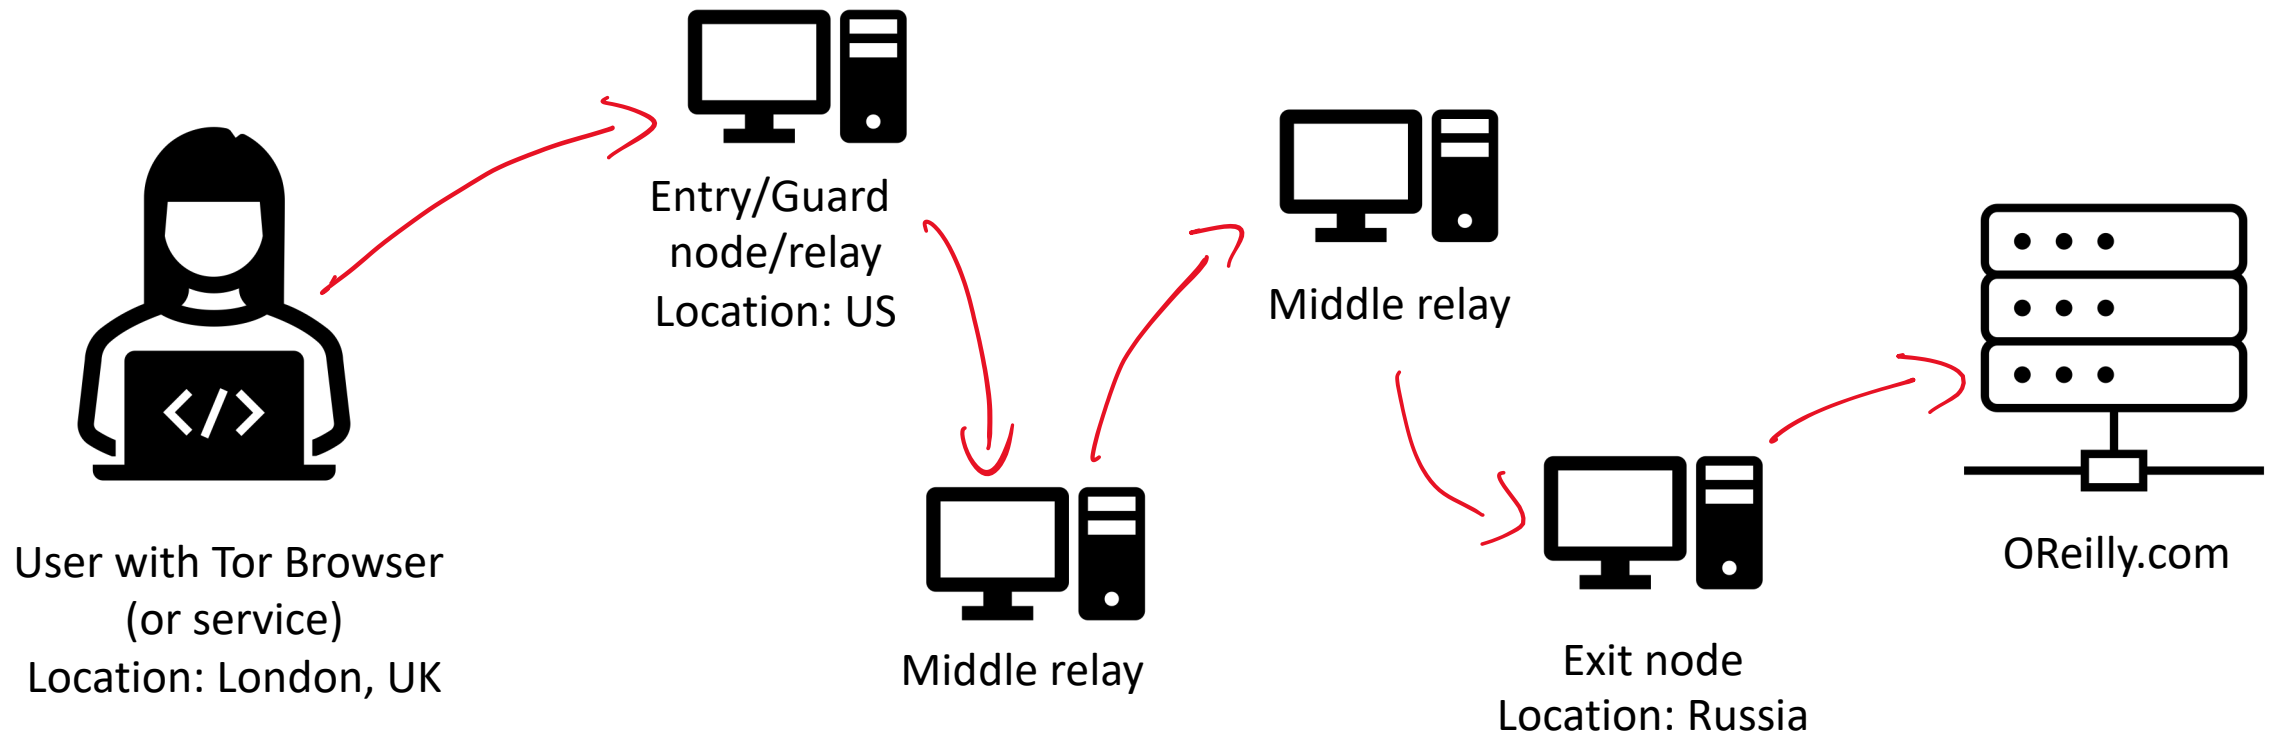 User with Tor Browser
(or service)
Location: London, UK
Entry/Guard
node/relay
Location: US
Middle relay
Middle relay
Exit node
Location: Russia
OReilly.com